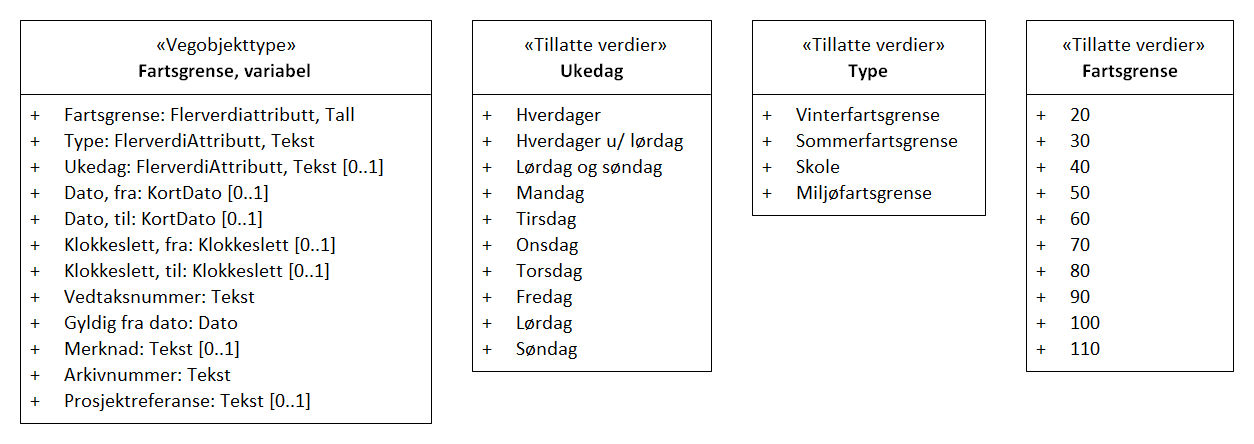 «Vegobjekttype»
Fartsgrense, variabel
+ Fartsgrense: Flerverdiattributt, Tall
+ Type: FlerverdiAttributt, Tekst
+ Ukedag: FlerverdiAttributt, Tekst [0..1]
+ Dato, fra: KortDato [0..1]
+ Dato, til: KortDato [0..1]
+ Klokkeslett, fra: Klokkeslett [0..1]
+ Klokkeslett, til: Klokkeslett [0..1]
+ Vedtaksnummer: Tekst
+ Gyldig fra dato: Dato
+ Merknad: Tekst [0..1]
+ Arkivnummer: Tekst
+ Prosjektreferanse: Tekst [0..1]
«Tillatte verdier»
Ukedag
+ Hverdager
+ Hverdager u/ lørdag
+ Lørdag og søndag
+ Mandag
+ Tirsdag
+ Onsdag
+ Torsdag
+ Fredag
+ Lørdag
+ Søndag
«Tillatte verdier»
Type
+ Vinterfartsgrense
+ Sommerfartsgrense
+ Skole
+ Miljøfartsgrense
«Tillatte verdier»
Fartsgrense
+ 20
+ 30
+ 40
+ 50
+ 60
+ 70
+ 80
+ 90
+ 100
+ 110